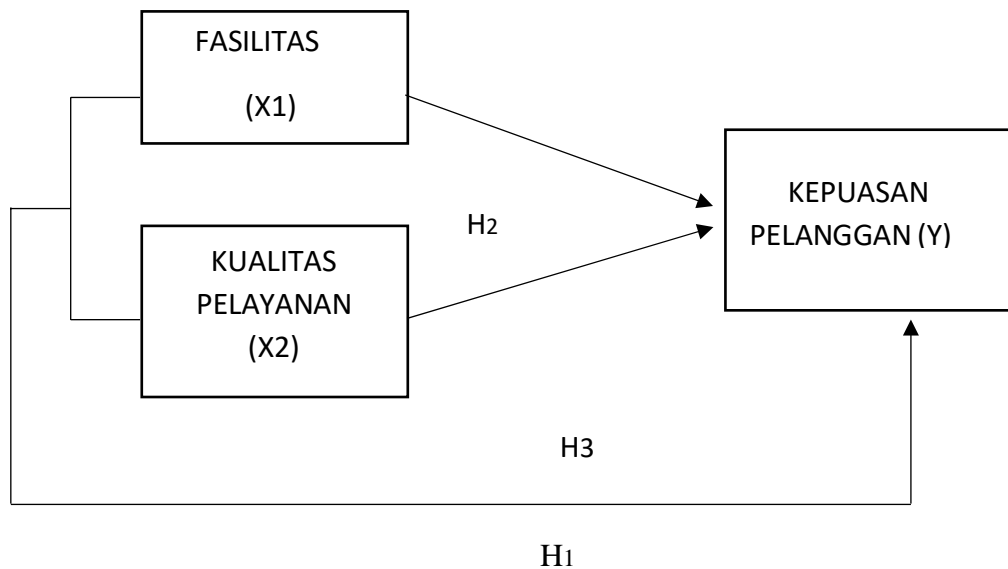 FASILITAS
(X1)
KEPUASAN
PELANGGAN (Y)
H2
KUALITAS
PELAYANAN
(X2)
H3
H1